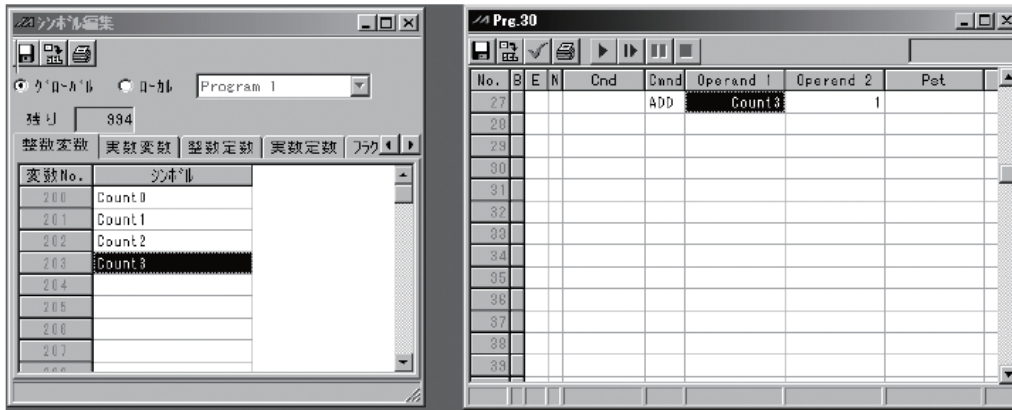 シンボル編集
グローバル ローカル Program 1
残り 994
整数変数 実数変数 整数定数 実数定数 フラグ
変数No. シンボル
200 Count0
201 Count1
202 Count2
203 Count3
204
205
206
207
Prg.30
No. B E N Cnd Cmnd Operand 1 Operand 2 Pst
27 ADD Count3 1
28
29
30
31
32
33
34
35
36
37
38
39